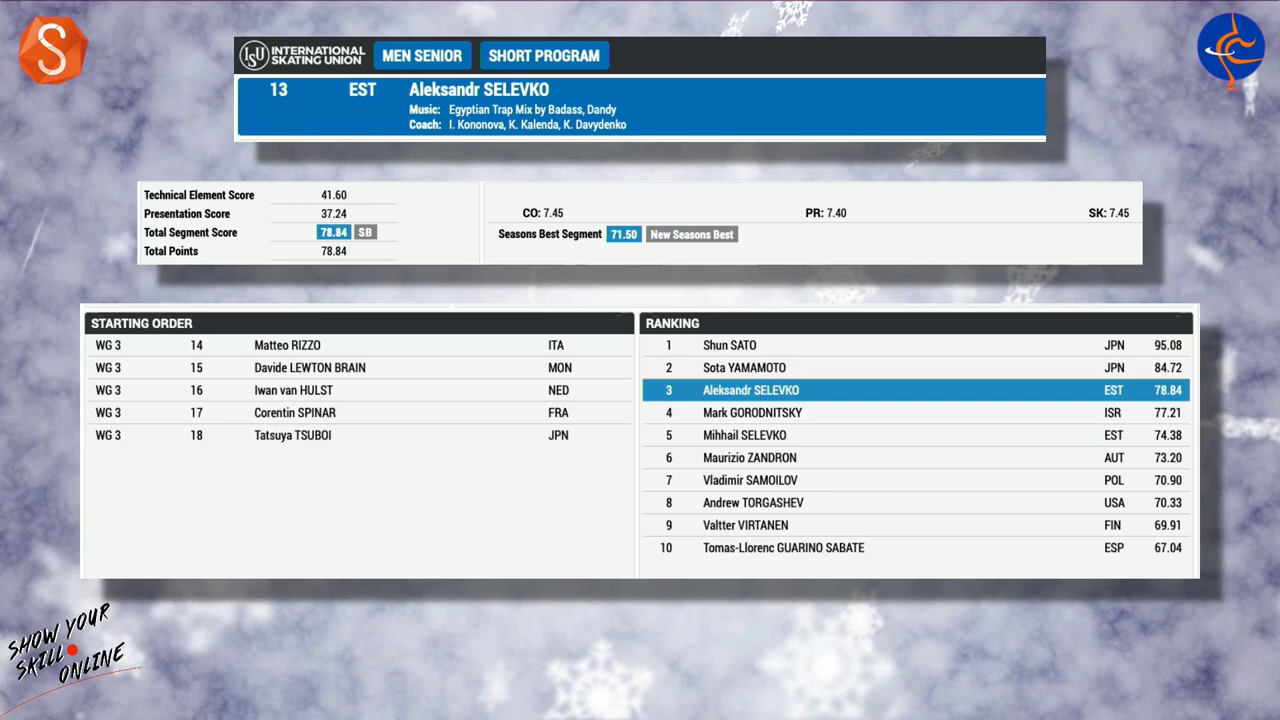 S
ISU INTERNATIONAL SKATING UNION MEN SENIOR SHORT PROGRAM
13 EST Aleksandr SELEVKO
Music: Egyptian Trap Mix by Badass, Dandy
Coach: I. Kononova, K. Kalenda, K. Davydenko
Technical Element Score 41.60
Presentation Score 37.24
Total Segment Score 78.84 SB
Total Points 78.84
CO: 7.45 PR: 7.40 SK: 7.45
Seasons Best Segment 71.50 New Seasons Best
STARTING ORDER
WG 3 14 Matteo RIZZO ITA
WG 3 15 Davide LEWTON BRAIN MON
WG 3 16 Iwan van HULST NED
WG 3 17 Corentin SPINAR FRA
WG 3 18 Tatsuya TSUBOI JPN
RANKING
1 Shun SATO JPN 95.08
2 Sota YAMAMOTO JPN 84.72
3 Aleksandr SELEVKO EST 78.84
4 Mark GORODNITSKY ISR 77.21
5 Mihhail SELEVKO EST 74.38
6 Maurizio ZANDRON AUT 73.20
7 Vladimir SAMOILOV POL 70.90
8 Andrew TORGASHEV USA 70.33
9 Valtter VIRTANEN FIN 69.91
10 Tomas-Llorenc GUARINO SABATE ESP 67.04
SHOW YOUR
SKILL
ONLINE